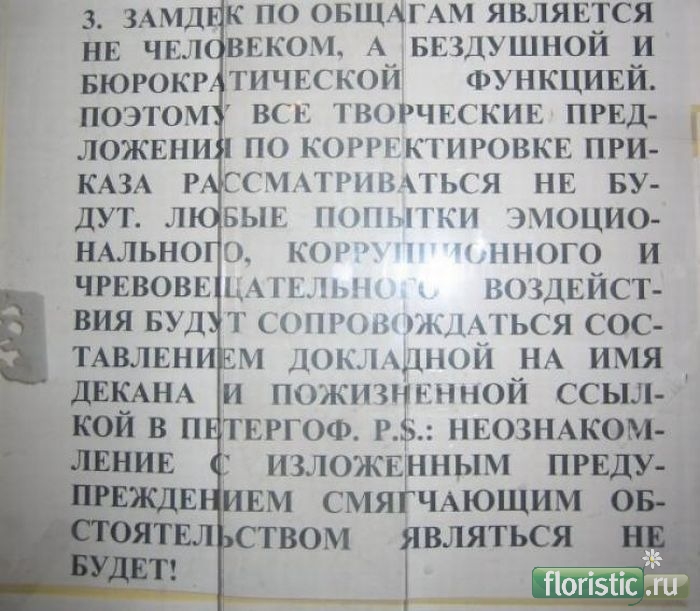 3. ЗАМДЕК ПО ОБЩАГАМ ЯВЛЯЕТСЯ
НЕ ЧЕЛОВЕКОМ, А БЕЗДУШНОЙ И
БЮРОКРАТИЧЕСКОЙ ФУНКЦИЕЙ.
ПОЭТОМУ ВСЕ ТВОРЧЕСКИЕ ПРЕД-
ЛОЖЕНИЯ ПО КОРРЕКТИРОВКЕ ПРИ-
КАЗА РАССМАТРИВАТЬСЯ НЕ БУ-
ДУТ. ЛЮБЫЕ ПОПЫТКИ ЭМОЦИО-
НАЛЬНОГО, КОРРУПЦИОННОГО И
ЧРЕВОВЕЩАТЕЛЬНОГО ВОЗДЕЙСТ-
ВИЯ БУДУТ СОПРОВОЖДАТЬСЯ СОС-
ТАВЛЕНИЕМ ДОКЛАДНОЙ НА ИМЯ
ДЕКАНА И ПОЖИЗНЕННОЙ ССЫЛ-
КОЙ В ПЕТЕРГОФ. P.S.: НЕОЗНАКОМ-
ЛЕНИЕ С ИЗЛОЖЕННЫМ ПРЕДУ-
ПРЕЖДЕНИЕМ СМЯГЧАЮЩИМ ОБ-
СТОЯТЕЛЬСТВОМ ЯВЛЯТЬСЯ НЕ
БУДЕТ!
floristic.ru